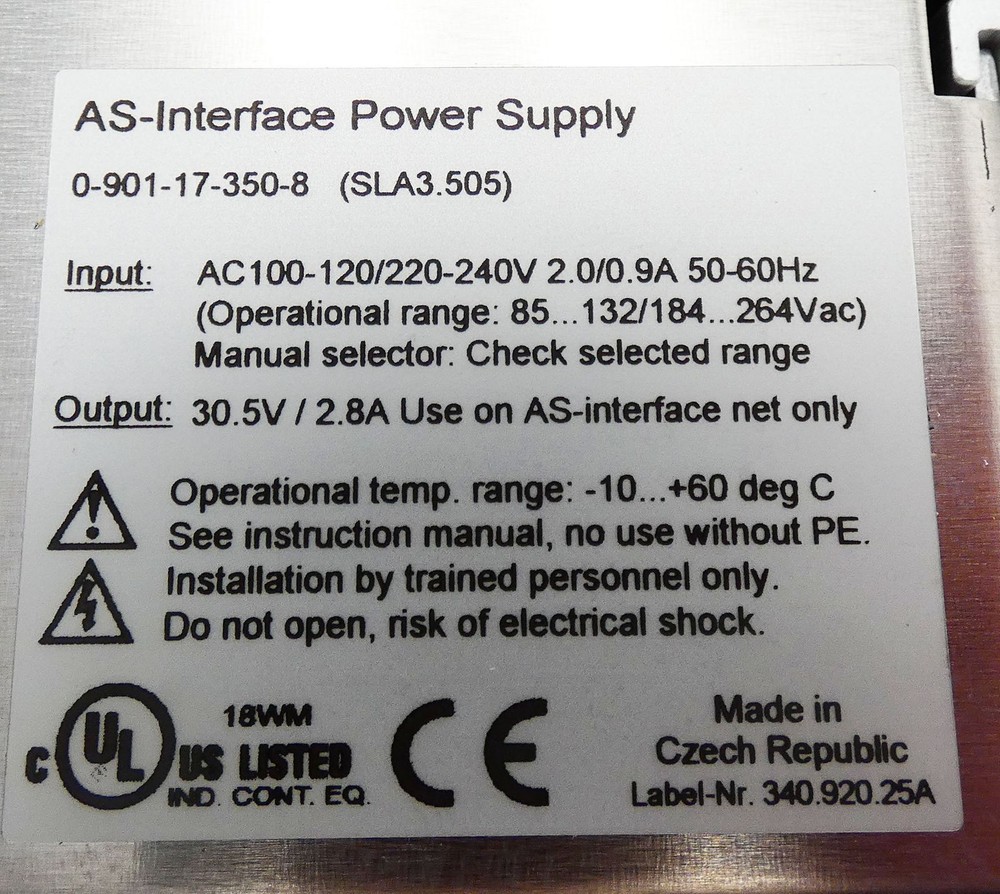 AS-Interface Power Supply
0-901-17-350-8 (SLA3.505)
Input: AC100-120/220-240V 2.0/0.9A 50-60Hz
(Operational range: 85...132/184...264Vac)
Manual selector: Check selected range
Output: 30.5V / 2.8A Use on AS-interface net only
Operational temp. range: -10...+60 deg C
See instruction manual, no use without PE.
Installation by trained personnel only.
Do not open, risk of electrical shock.
18WM
C UL US LISTED
IND. CONT. EQ.
CE
Made in
Czech Republic
Label-Nr. 340.920.25A